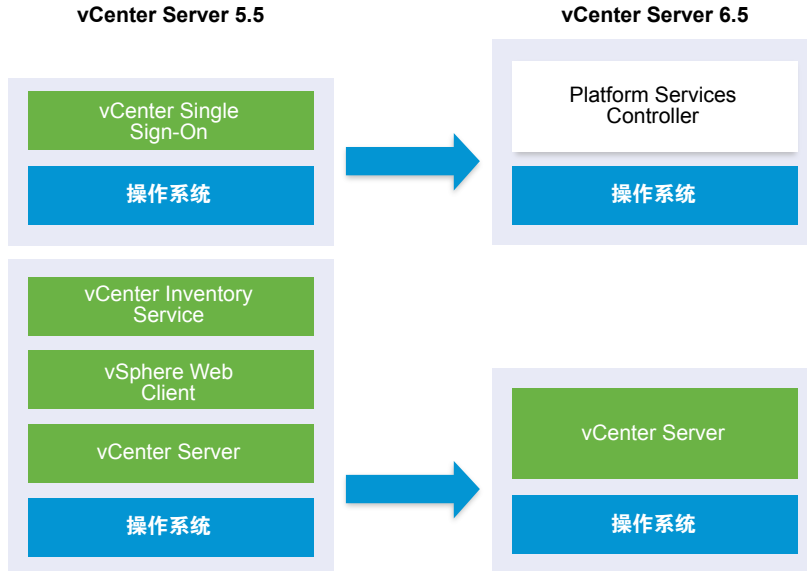 vCenter Server 5.5
vCenter Server 6.5
vCenter Single
Sign-On
操作系统
Platform Services
Controller
操作系统
vCenter Inventory
Service
vSphere Web
Client
vCenter Server
操作系统
vCenter Server
操作系统